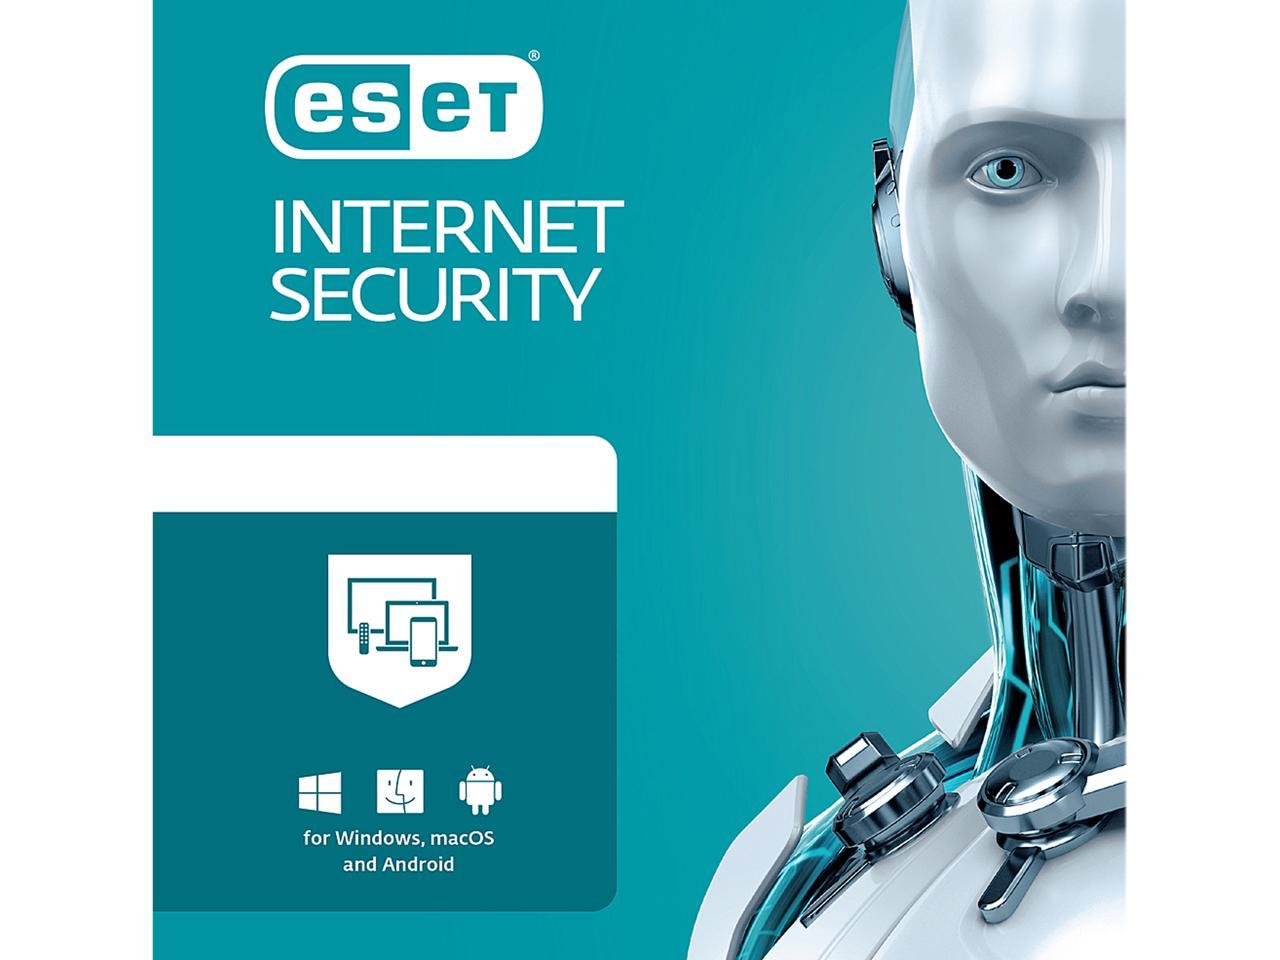 eset®
INTERNET
SECURITY
for Windows, macOS
and Android